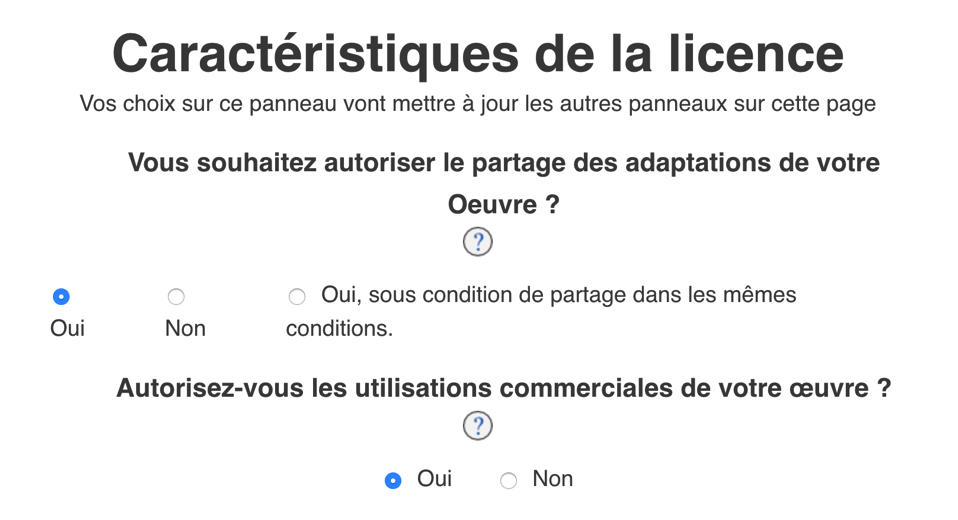 Caractéristiques de la licence
Vos choix sur ce panneau vont mettre à jour les autres panneaux sur cette page
Vous souhaitez autoriser le partage des adaptations de votre
Oeuvre ?
?
Oui
Non
Oui, sous condition de partage dans les mêmes
conditions.
Autorisez-vous les utilisations commerciales de votre œuvre ?
?
Oui Non